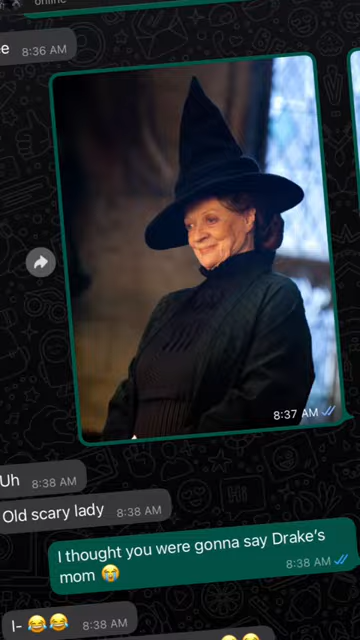 online
8:36 AM
8:37 AM
Uh
8:38 AM
Old scary lady
8:38 AM
I thought you were gonna say Drake's
mom 😭
8:38 AM
I- 😂😂
8:38 AM